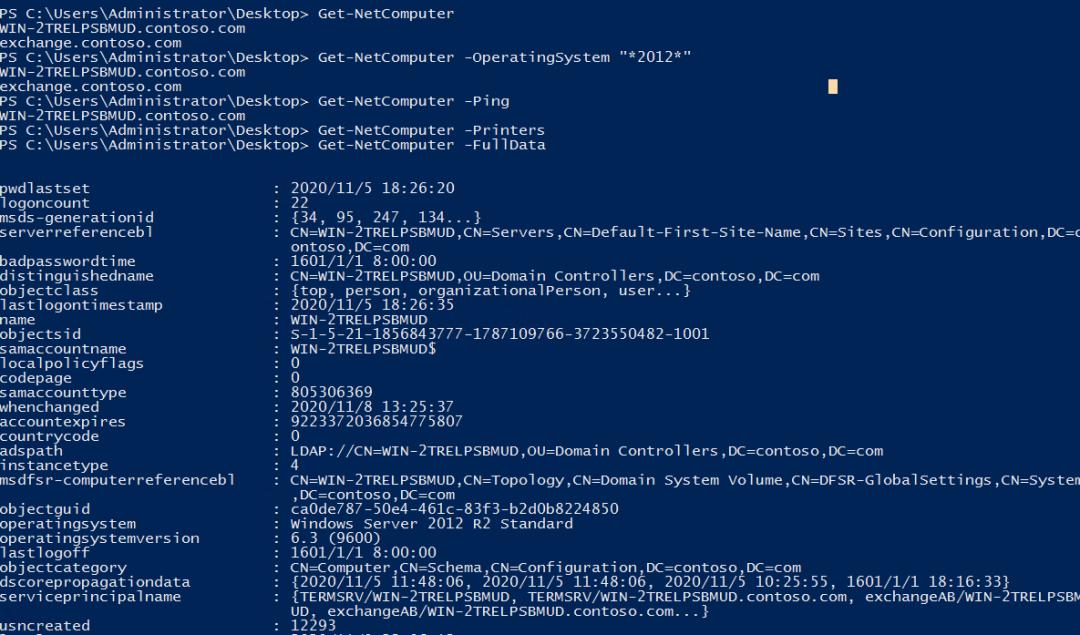 PS C:\Users\Administrator\Desktop> Get-NetComputer
WIN-2TRELPSBMUD.contoso.com
exchange.contoso.com
PS C:\Users\Administrator\Desktop> Get-NetComputer -OperatingSystem "*2012*"
WIN-2TRELPSBMUD.contoso.com
exchange.contoso.com
PS C:\Users\Administrator\Desktop> Get-NetComputer -Ping
WIN-2TRELPSBMUD.contoso.com
PS C:\Users\Administrator\Desktop> Get-NetComputer -Printers
PS C:\Users\Administrator\Desktop> Get-NetComputer -FullData
pwdlastset : 2020/11/5 18:26:20
logoncount : 22
msds-generationid : {34, 95, 247, 134...}
serverreferencebl : CN=WIN-2TRELPSBMUD,CN=Servers,CN=Default-First-Site-Name,CN=Sites,CN=Configuration,DC=c
ontoso,DC=com
badpasswordtime : 1601/1/1 8:00:00
distinguishedname : CN=WIN-2TRELPSBMUD,OU=Domain Controllers,DC=contoso,DC=com
objectclass : {top, person, organizationalPerson, user...}
lastlogontimestamp : 2020/11/5 18:26:35
name : WIN-2TRELPSBMUD
objectsid : S-1-5-21-1856843777-1787109766-3723550482-1001
samaccountname : WIN-2TRELPSBMUD$
localpolicyflags : 0
codepage : 0
samaccounttype : 805306369
whenchanged : 2020/11/8 13:25:37
accountexpires : 9223372036854775807
countrycode : 0
adspath : LDAP://CN=WIN-2TRELPSBMUD,OU=Domain Controllers,DC=contoso,DC=com
instancetype : 4
msdfsr-computerreferencebl : CN=WIN-2TRELPSBMUD,CN=Topology,CN=Domain System Volume,CN=DFSR-GlobalSettings,CN=System
,DC=contoso,DC=com
objectguid : ca0de787-50e4-461c-83f3-b2d0b8224850
operatingsystem : Windows Server 2012 R2 Standard
operatingsystemversion : 6.3 (9600)
lastlogoff : 1601/1/1 8:00:00
objectcategory : CN=Computer,CN=Schema,CN=Configuration,DC=contoso,DC=com
dscorepropagationdata : {2020/11/5 11:48:06, 2020/11/5 11:48:06, 2020/11/5 10:25:55, 1601/1/1 18:16:33}
serviceprincipalname : {TERMSRV/WIN-2TRELPSBMUD, TERMSRV/WIN-2TRELPSBMUD.contoso.com, exchangeAB/WIN-2TRELPSBM
UD, exchangeAB/WIN-2TRELPSBMUD.contoso.com...}
usncreated : 12293